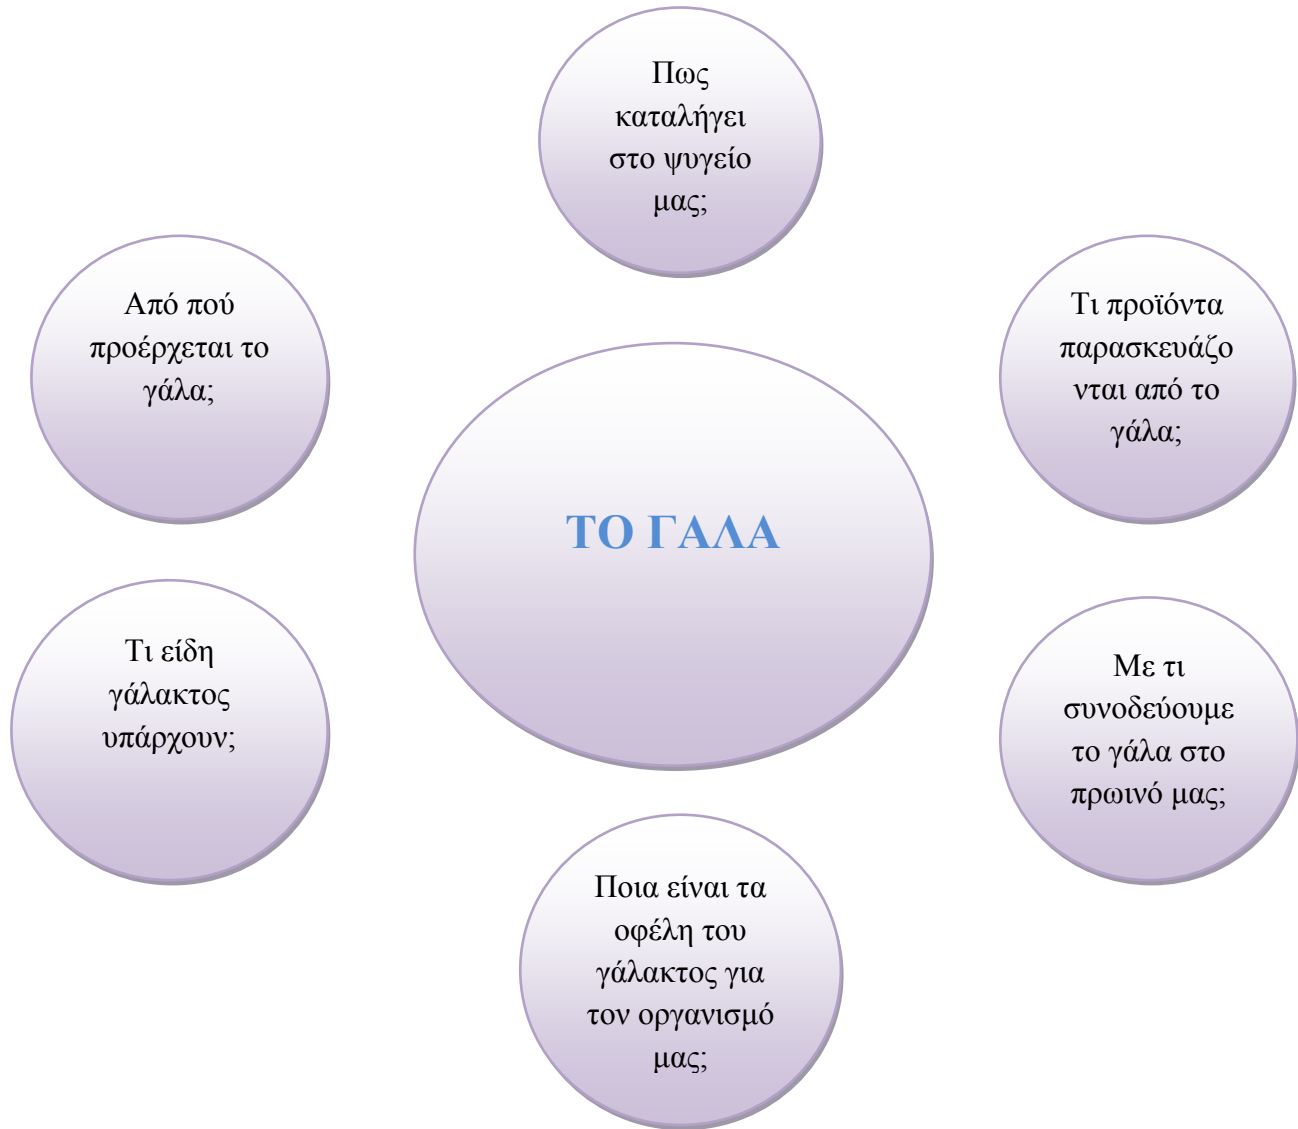 Πως
καταλήγει
στο ψυγείο
μας;
Από πού
προέρχεται το
γάλα;
Τι προϊόντα
παρασκευάζο
νται από το
γάλα;
ΤΟ ΓΑΛΑ
Τι είδη
γάλακτος
υπάρχουν;
Με τι
συνοδεύουμε
το γάλα στο
πρωινό μας;
Ποια είναι τα
οφέλη του
γάλακτος για
τον οργανισμό
μας;